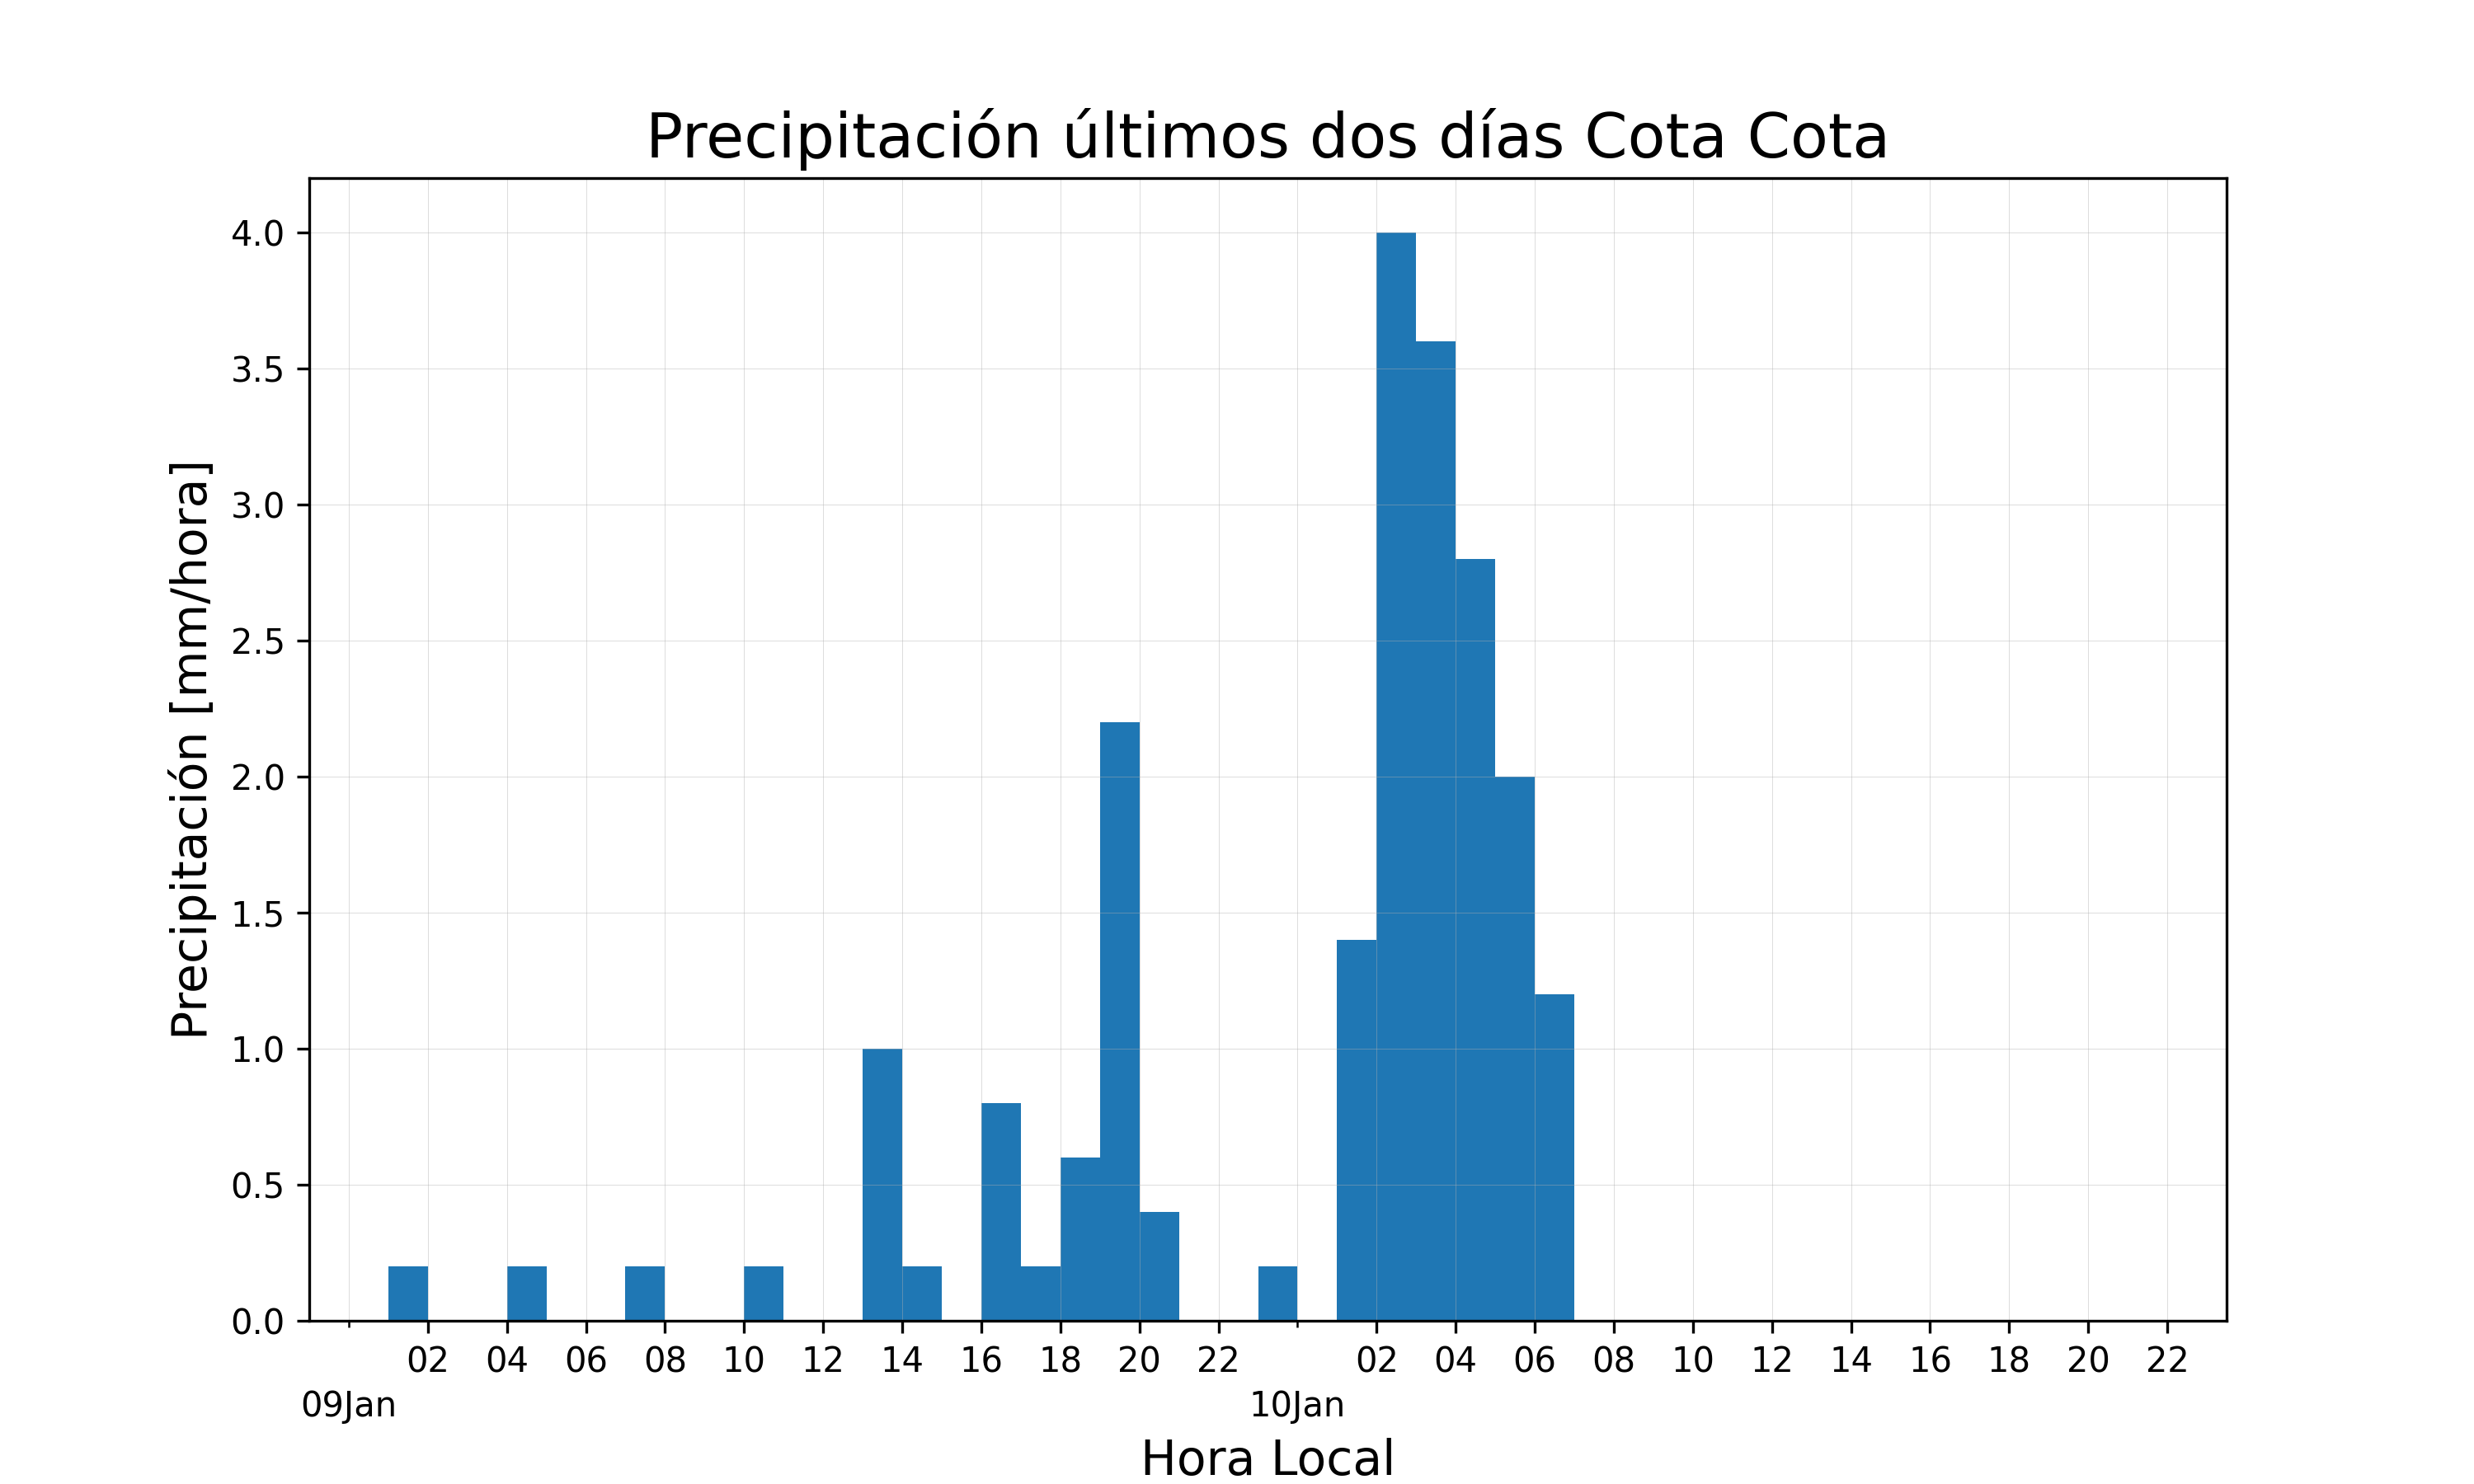 Precipitación últimos dos días Cota Cota
Precipitación [mm/hora]
4.0
3.5
3.0
2.5
2.0
1.5
1.0
0.5
0.0
02 04 06 08 10 12 14 16 18 20 22 02 04 06 08 10 12 14 16 18 20 22
09Jan 10Jan
Hora Local